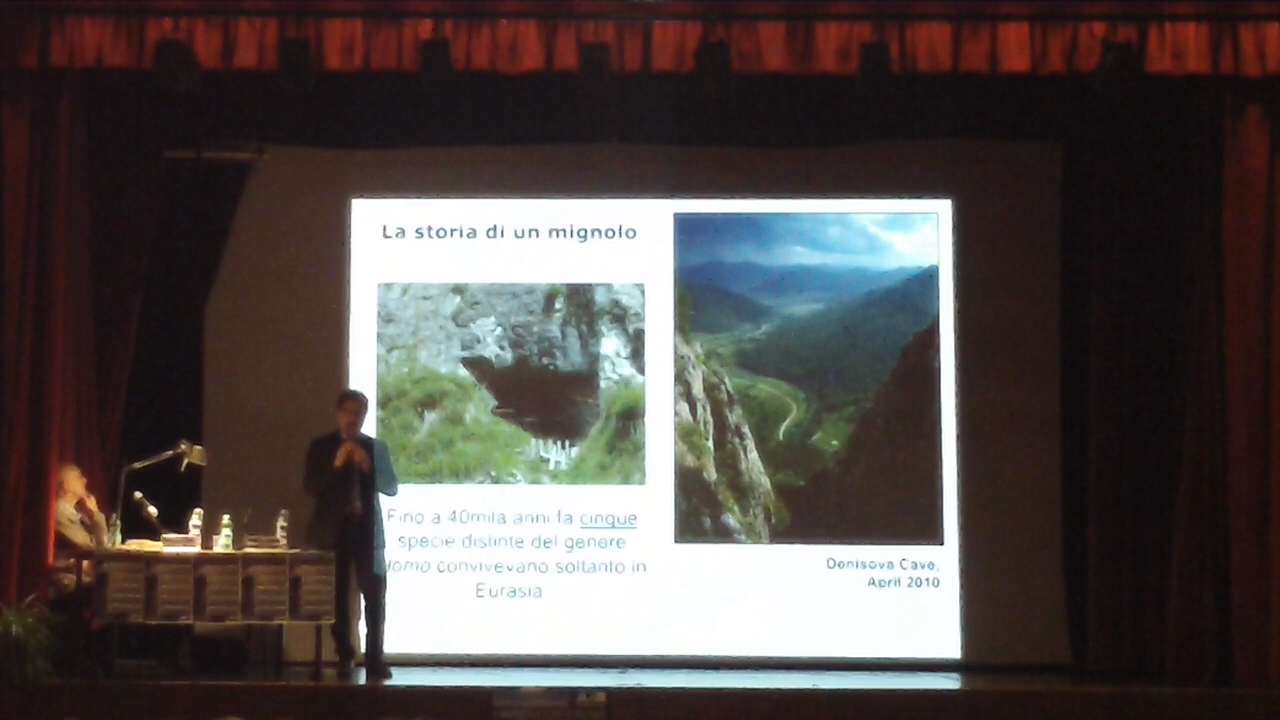 La storia di un mignolo
Fino a 40mila anni fa cinque
specie distinte del genere
Homo convivevano soltanto in
Eurasia
Denisova Cave,
April 2010